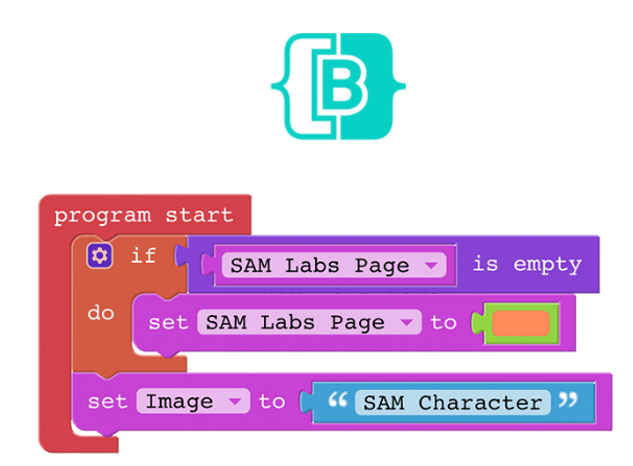 B
program start
if SAM Labs Page is empty
do set SAM Labs Page to
set Image to “ SAM Character ”